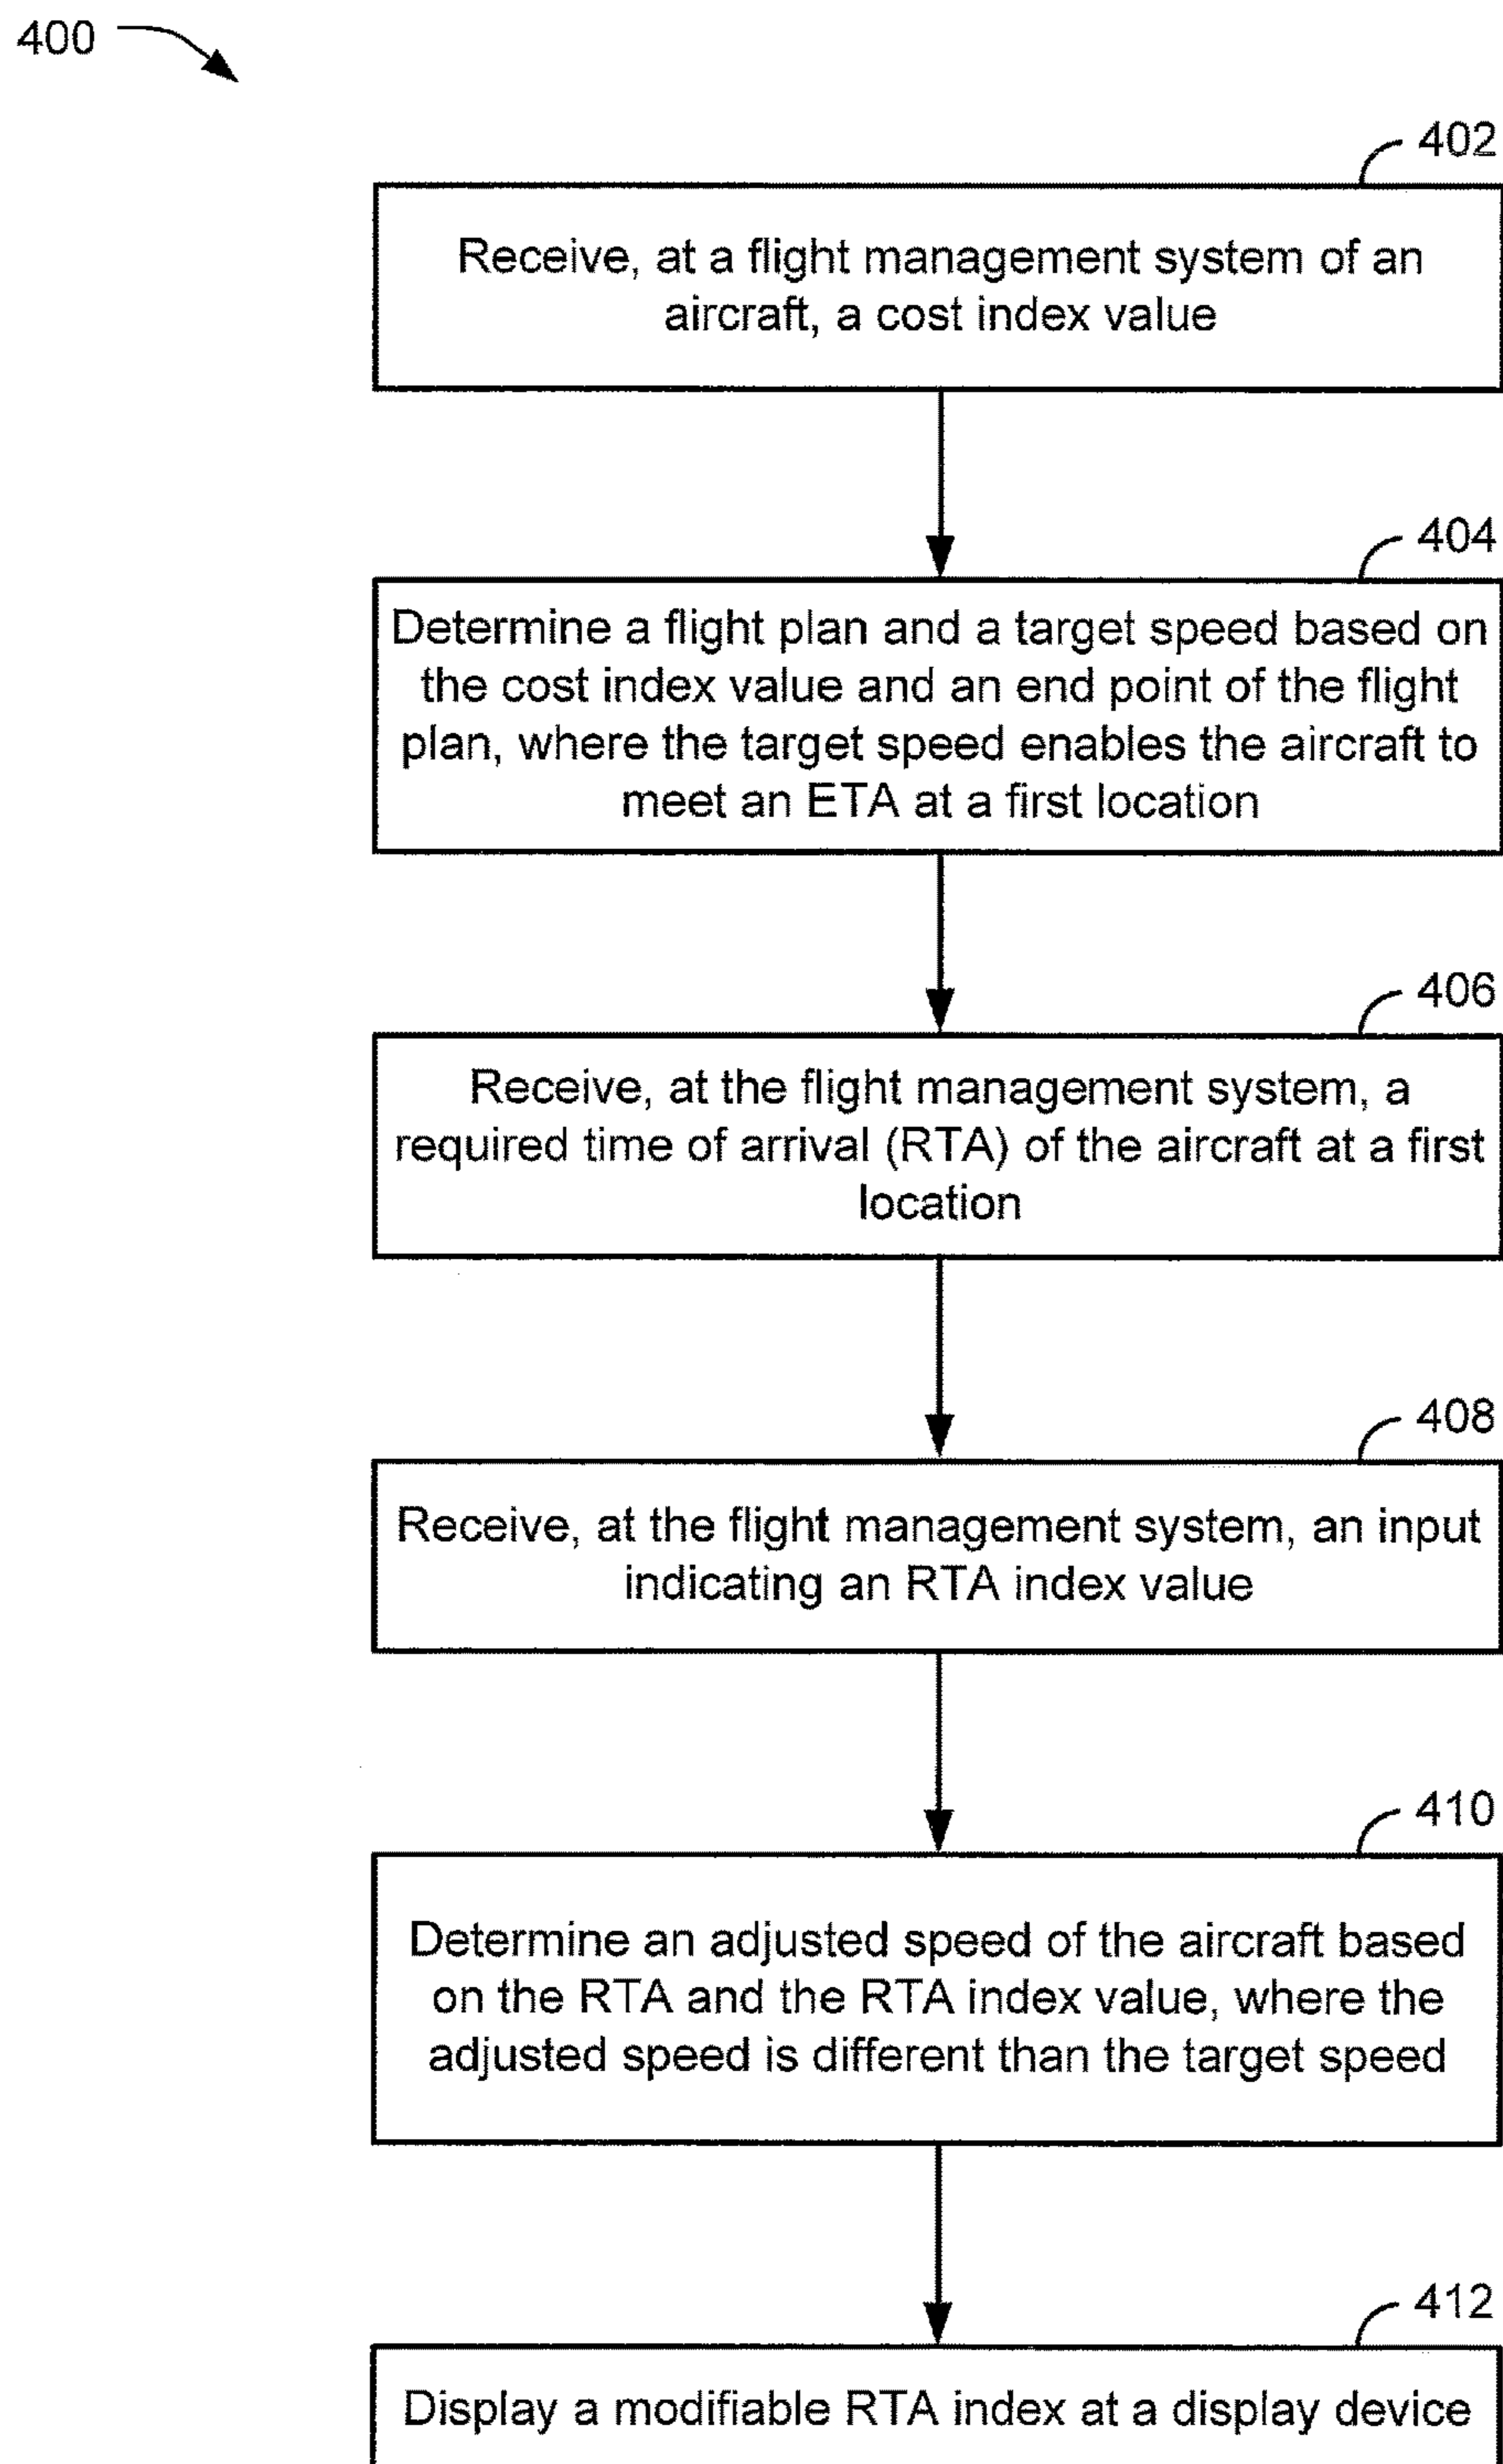 400
402
Receive, at a flight management system of an
aircraft, a cost index value
404
Determine a flight plan and a target speed based on
the cost index value and an end point of the flight
plan, where the target speed enables the aircraft to
meet an ETA at a first location
406
Receive, at the flight management system, a
required time of arrival (RTA) of the aircraft at a first
location
408
Receive, at the flight management system, an input
indicating an RTA index value
410
Determine an adjusted speed of the aircraft based
on the RTA and the RTA index value, where the
adjusted speed is different than the target speed
412
Display a modifiable RTA index at a display device